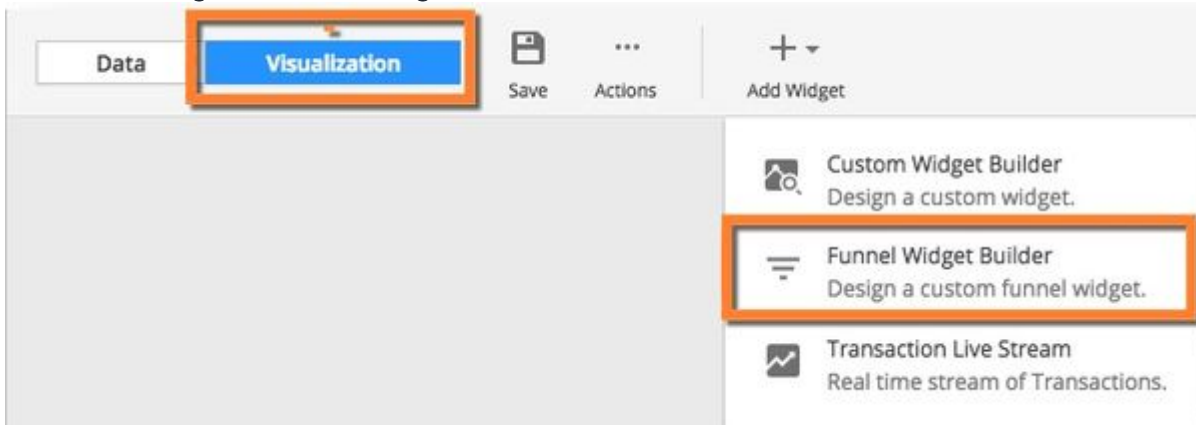 Data
Visualization
Save
Actions
Add Widget
Custom Widget Builder
Design a custom widget.
Funnel Widget Builder
Design a custom funnel widget.
Transaction Live Stream
Real time stream of Transactions.